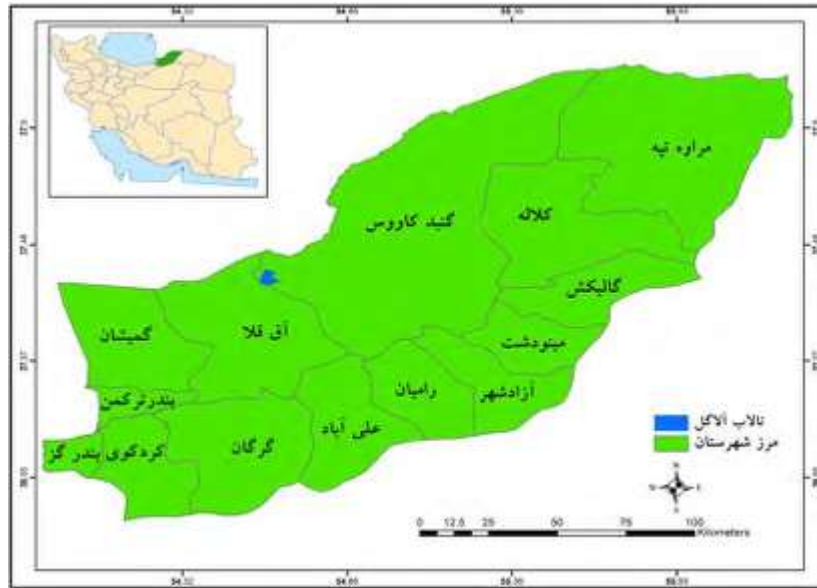 مراوه تپه
کلاله
گنبد کاووس
گالیکش
آق قلا
گمیشان
مینودشت
رامیان
آزادشهر
بندرترکمن
علی آباد
گرگان
کردکوی
بندر گز
تالاب آلاگل
مرز شهرستان
N
W
E
S
0 12.5 25 50 75 100
Kilometers